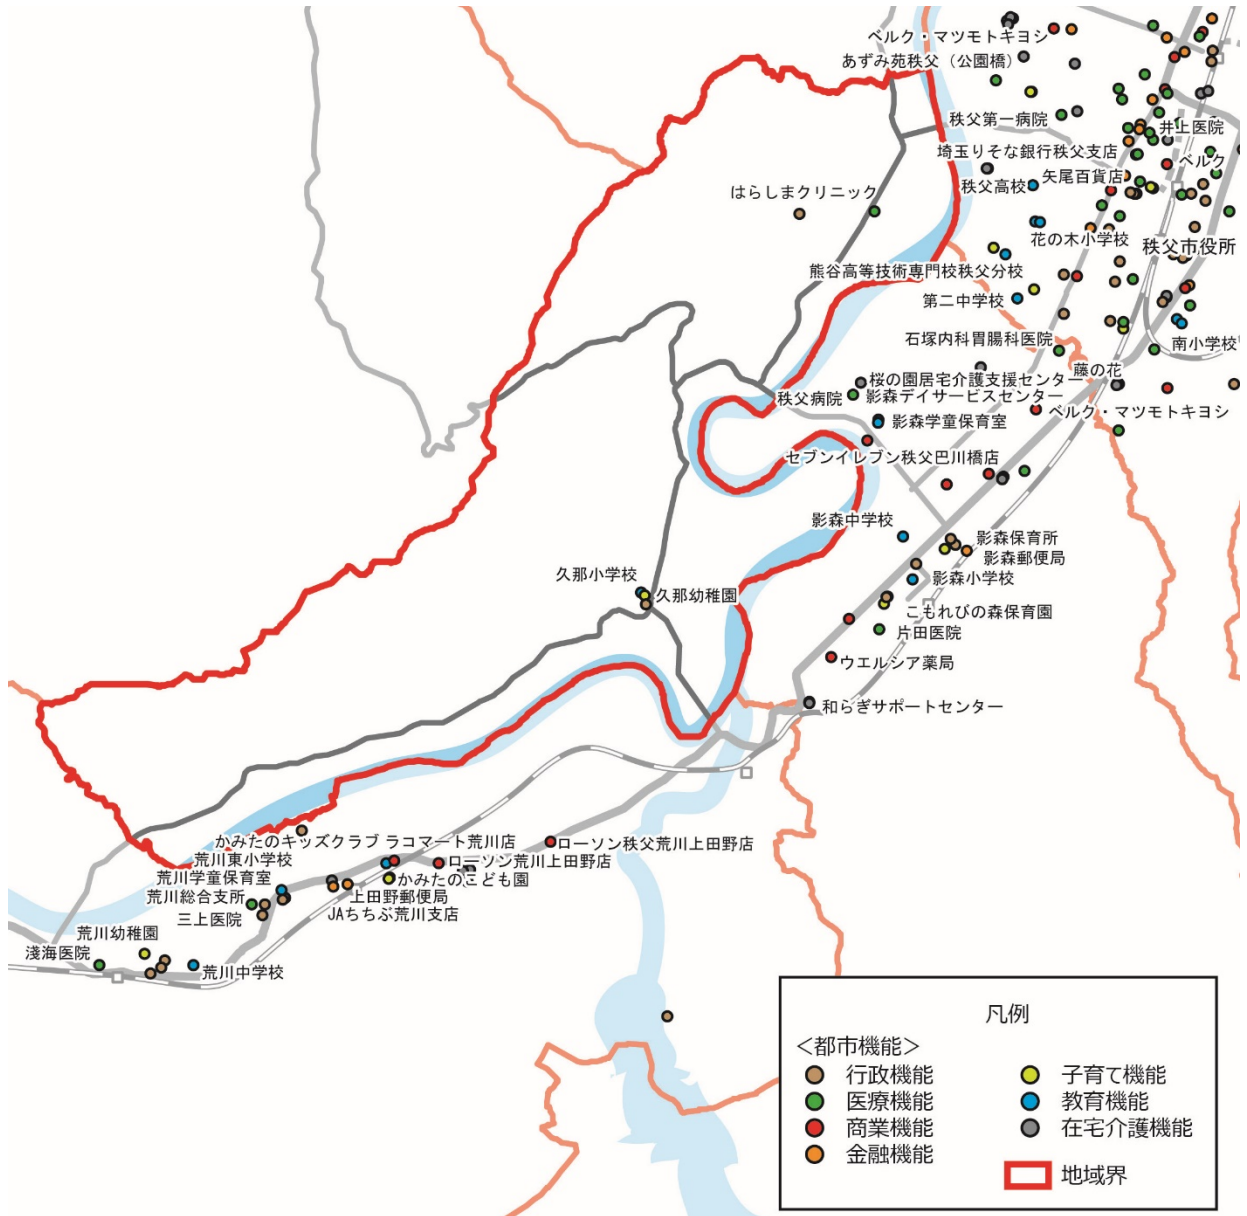 ベルク・マツモトキヨシ
あずみ苑秩父（公園橋）
秩父第一病院
井上医院
埼玉りそな銀行秩父支店
ベルク
矢尾百貨店
秩父高校
はらしまクリニック
花の木小学校
秩父市役所
熊谷高等技術専門校秩父分校
第二中学校
石塚内科胃腸科医院
南小学校
藤の花
桜の園居宅介護支援センター
秩父病院
影森デイサービスセンター
ベルク・マツモトキヨシ
影森学童保育室
セブンイレブン秩父巴川橋店
影森中学校
影森保育所
影森郵便局
久那小学校
影森小学校
久那幼稚園
こもれびの森保育園
片田医院
ウエルシア薬局
和らぎサポートセンター
かみたのキッズクラブ ラコマート荒川店
ローソン秩父荒川上田野店
荒川東小学校
ローソン荒川上田野店
荒川学童保育室
かみたのこども園
荒川総合支所
上田野郵便局
三上医院
JAちちぶ荒川支店
荒川幼稚園
淺海医院
荒川中学校
凡例
＜都市機能＞
行政機能
子育て機能
医療機能
教育機能
商業機能
在宅介護機能
金融機能
地域界